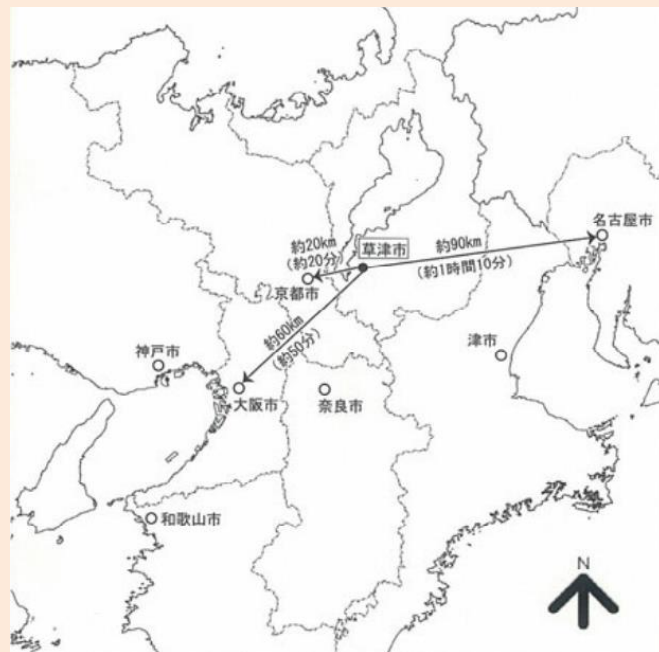 名古屋市
約20km
(約20分)
草津市
約90km
(約1時間10分)
京都市
約60km
(約50分)
神戸市
津市
大阪市
奈良市
和歌山市
N